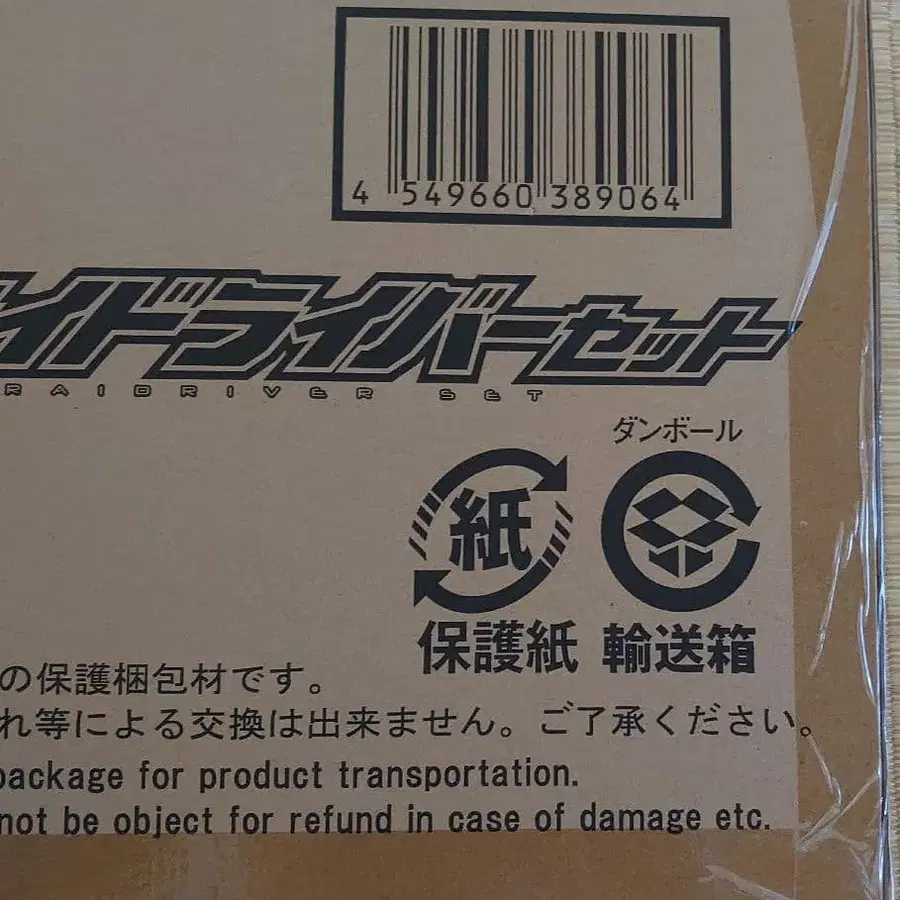 4 549660 389064
イドライバーセット
RAIDRIVER SET
ダンボール
紙
保護紙 輸送箱
の保護梱包材です。
れ等による交換は出来ません。ご了承ください。
package for product transportation.
not be object for refund in case of damage etc.